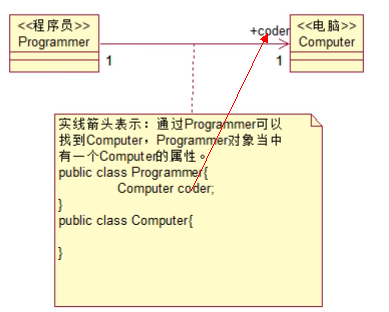 <<程序员>>
Programmer
+coder
<<电脑>>
Computer
1
1
实线箭头表示：通过Programmer可以
找到Computer，Programmer对象当中
有一个Computer的属性。
public class Programmer{
Computer coder;
}
public class Computer{
}